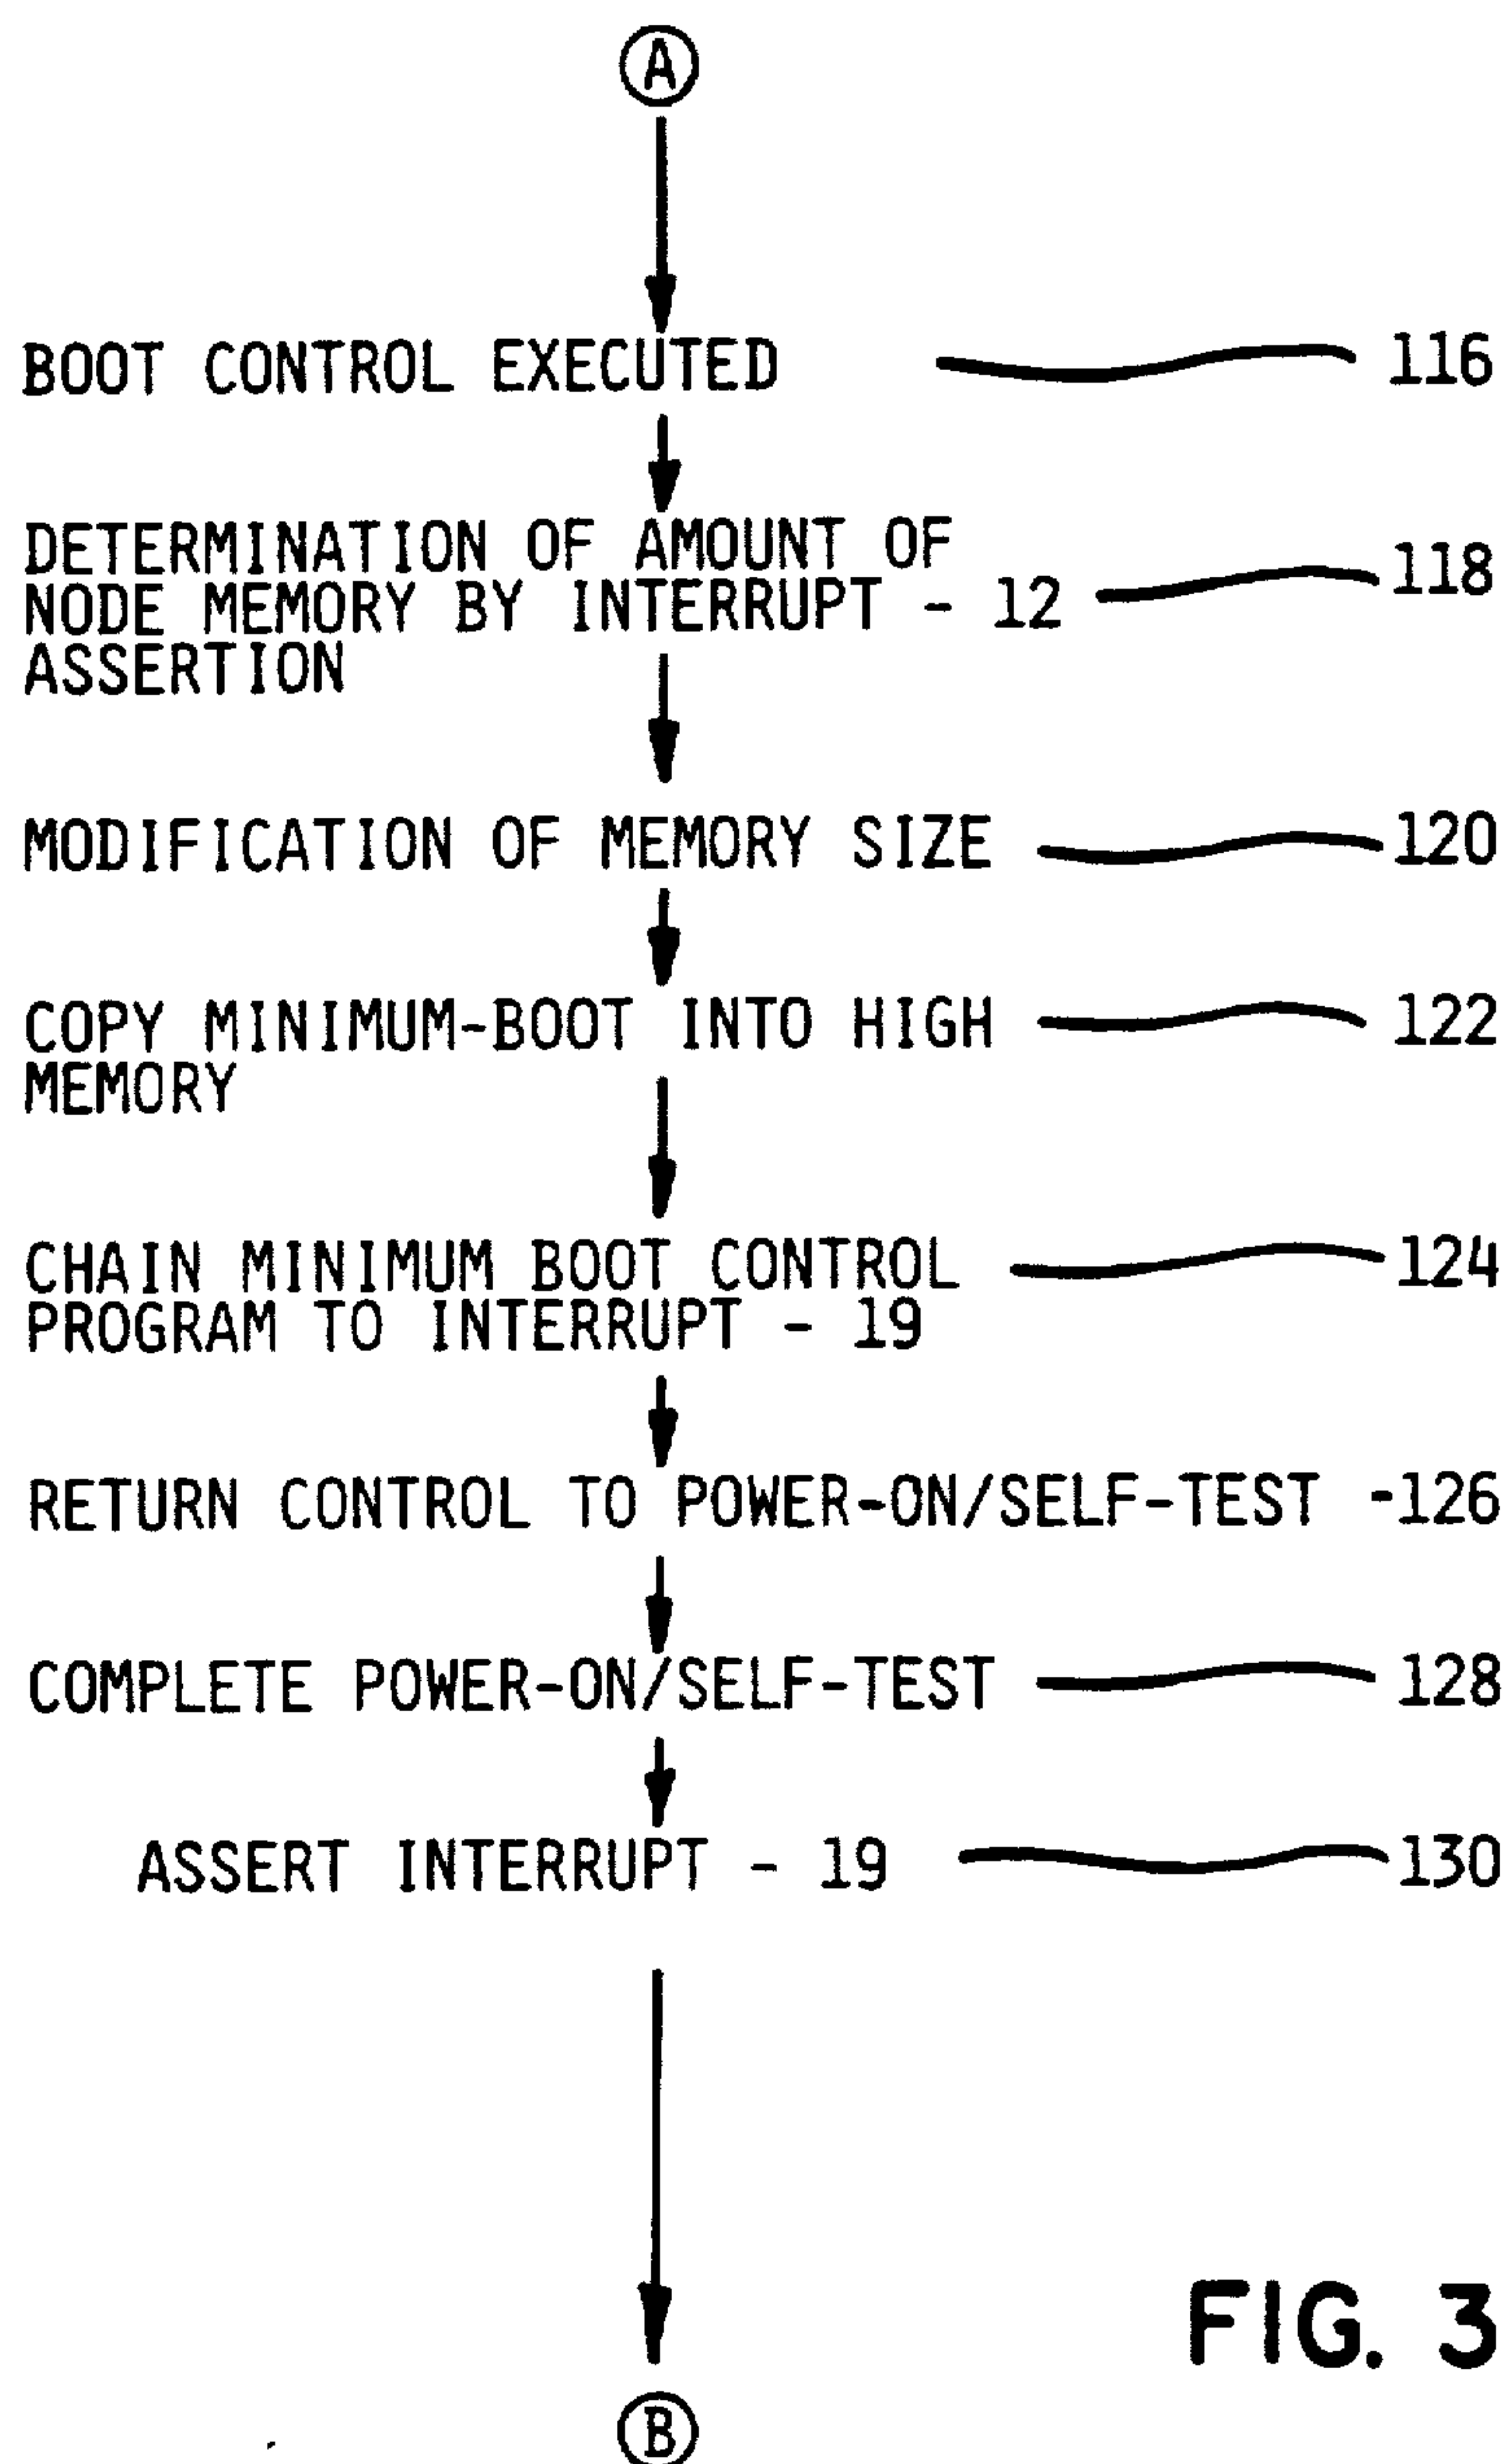 A
BOOT CONTROL EXECUTED 116
DETERMINATION OF AMOUNT OF
NODE MEMORY BY INTERRUPT - 12 118
ASSERTION
MODIFICATION OF MEMORY SIZE 120
COPY MINIMUM-BOOT INTO HIGH 122
MEMORY
CHAIN MINIMUM BOOT CONTROL 124
PROGRAM TO INTERRUPT - 19
RETURN CONTROL TO POWER-ON/SELF-TEST -126
COMPLETE POWER-ON/SELF-TEST 128
ASSERT INTERRUPT - 19 130
FIG. 3
B